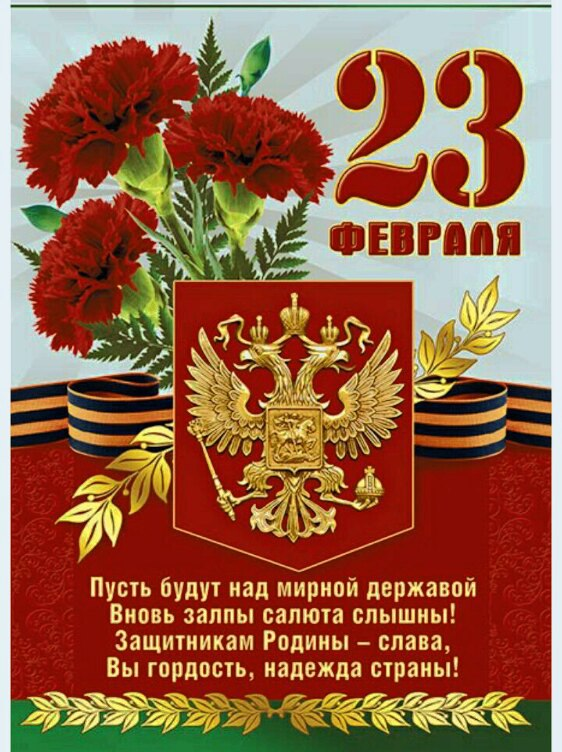 23
ФЕВРАЛЯ
Пусть будут над мирной державой
Вновь залпы салюта слышны!
Защитникам Родины – слава,
Вы гордость, надежда страны!